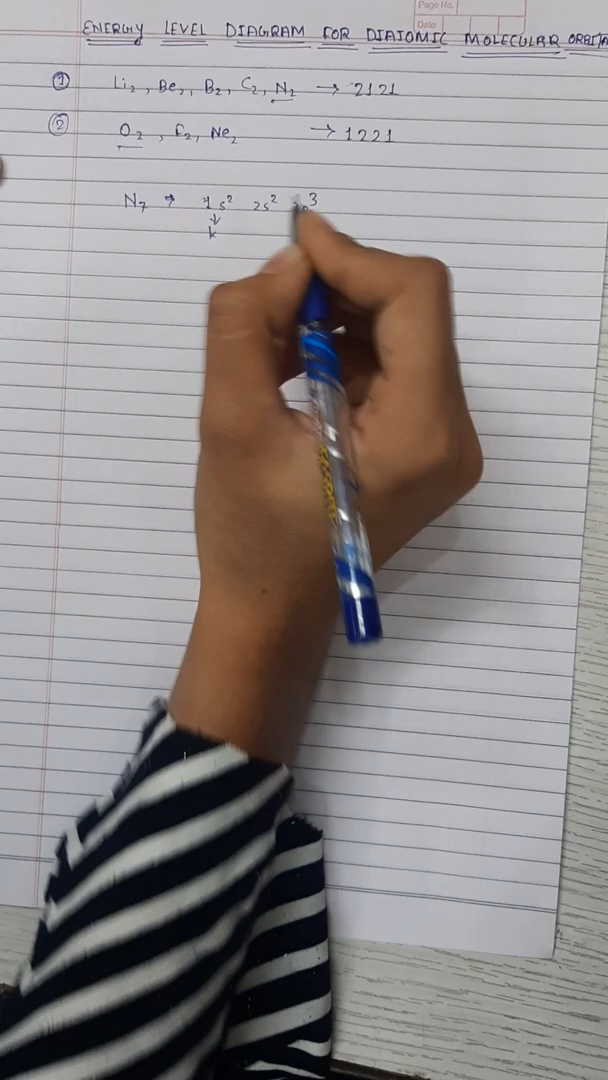 Page No.
Date
ENERGY LEVEL DIAGRAM FOR DIATOMIC MOLECULAR
① Li₂, Be₂, B₂, C₂, N₂ → 2121
② O₂, F₂, Ne₂ → 1221
N₇ → 1s² 2s² 3
↓
k